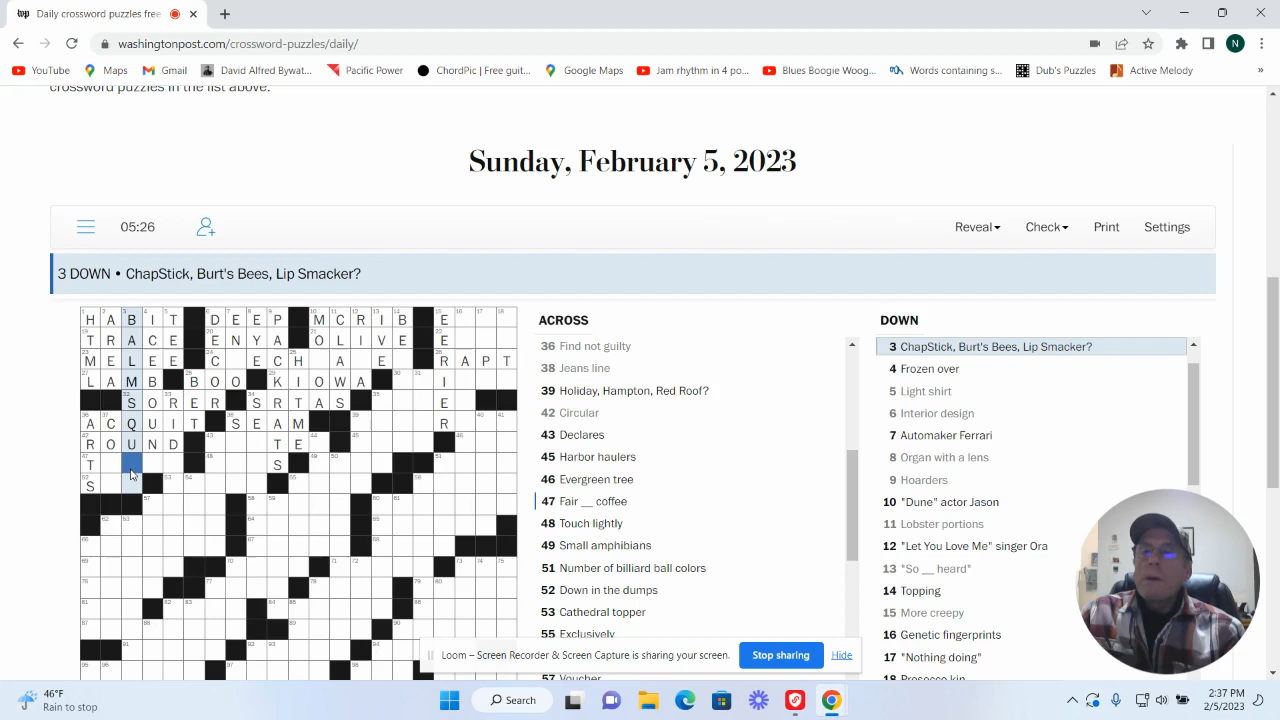 Daily crossword puzzles free
washingtonpost.com/crossword-puzzles/daily/
N
YouTube Maps Gmail David Alfred Bywat... Pacific Power ChordPic | Free guit... Google Maps Jam rhythm in 4 po... Blues Boogie Woog... Words containing s... Dub's Puzzles Active Melody
crossword puzzles in the list above.
Sunday, February 5, 2023
05:26 Reveal Check Print Settings
3 DOWN • ChapStick, Burt's Bees, Lip Smacker?
H A B I T D E E P M C R I B E
T R A C E E N Y A O L I V E E
M E L E E C E C H A E R A P T
L A M B B O O K I O W A I
S O R E R S R T A S E
A C Q U I T S E A M R
R O U N D T E
T S
S
ACROSS
36 Find not guilty
38 Jeans line
39 Holiday, Hampton, Red Roof?
42 Circular
43 Declares
45 Harbor haulers
46 Evergreen tree
47 Fair __ coffee
48 Touch lightly
49 Small amphibians
51 Number of billiard ball colors
52 Down in the dumps
53 Cathedral topper
55 Exclusively
57 Voucher
DOWN
3 ChapStick, Burt's Bees, Lip Smacker?
4 Frozen over
5 Light shirt
6 Interior design
7 Automaker Ferrari
8 Organ with a lens
9 Hoarders
10 "Dune" actor Jason
11 Lobster portions
12 "Let You Love Me" singer Ora
13 "So __ heard"
14 Topping
15 More creepy
16 Genetic fingerprints
17 "Nothing doing"
18 Prosecco kin
Loom – Screen Recorder & Screen Capture is sharing your screen. Stop sharing Hide
46°F
Rain to stop
Search
2:37 PM
2/5/2023